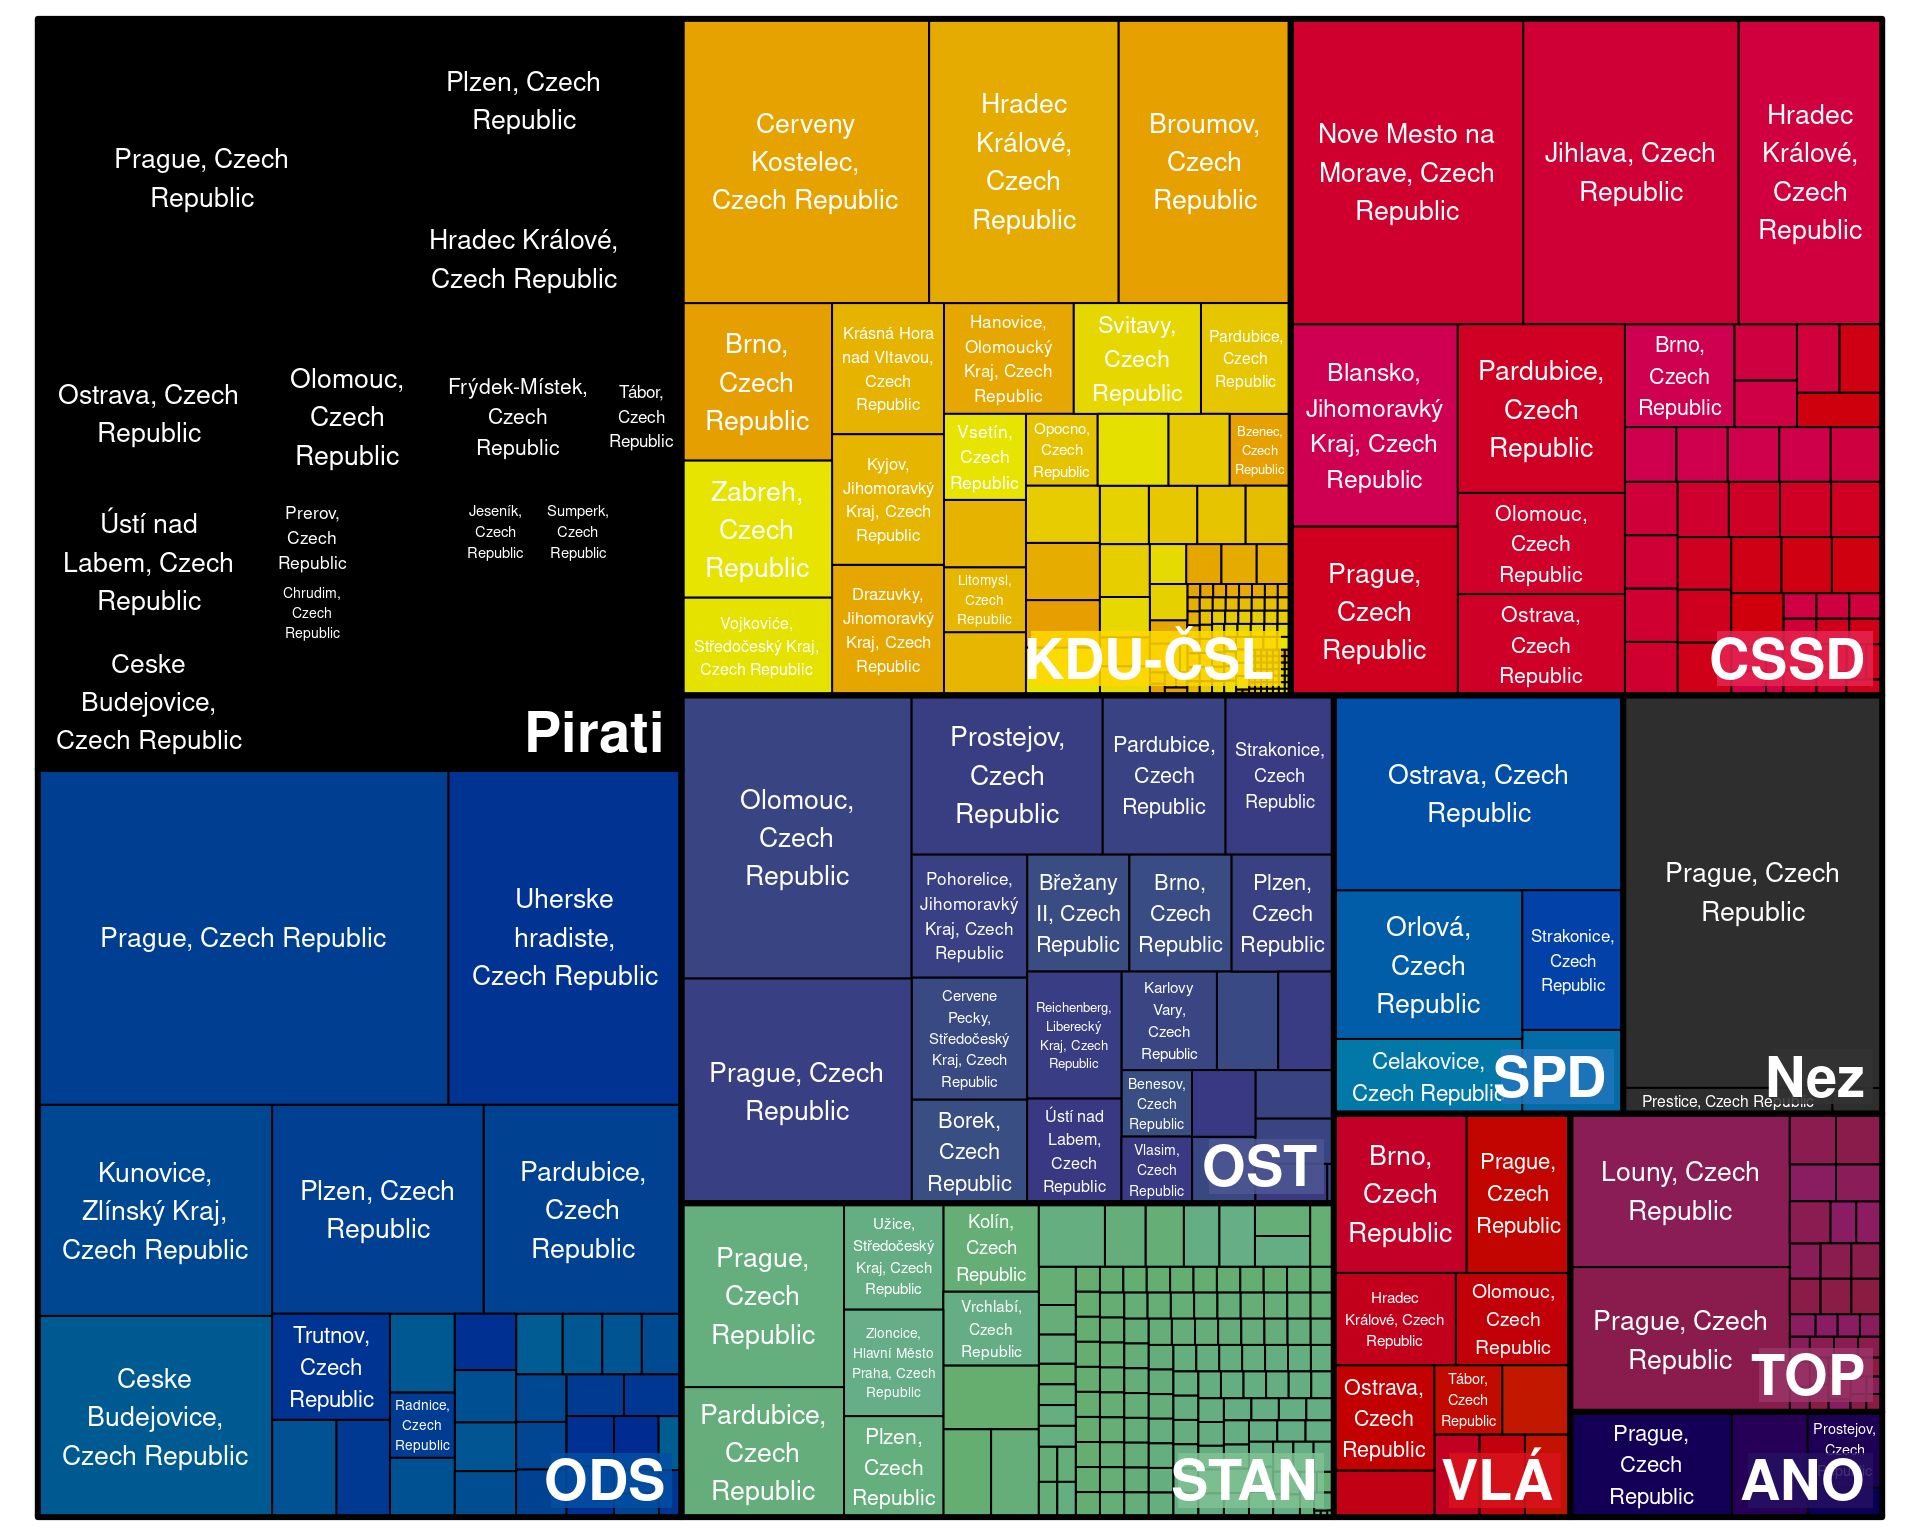 Prague, Czech
Republic
Plzen, Czech
Republic
Hradec Králové,
Czech Republic
Ostrava, Czech
Republic
Olomouc,
Czech
Republic
Frýdek-Místek,
Czech
Republic
Tábor,
Czech
Republic
Ústí nad
Labem, Czech
Republic
Prerov,
Czech
Republic
Jeseník,
Czech
Republic
Sumperk,
Czech
Republic
Chrudim,
Czech
Republic
Ceske
Budejovice,
Czech Republic
Pirati
Cerveny
Kostelec,
Czech Republic
Hradec
Králové,
Czech
Republic
Broumov,
Czech
Republic
Brno,
Czech
Republic
Krásná Hora
nad Vltavou,
Czech
Republic
Hanovice,
Olomoucký
Kraj, Czech
Republic
Svitavy,
Czech
Republic
Pardubice,
Czech
Republic
Vsetín,
Czech
Republic
Opocno,
Czech
Republic
Bzenec,
Czech
Republic
Zabreh,
Czech
Republic
Kyjov,
Jihomoravký
Kraj, Czech
Republic
Litomysl,
Czech
Republic
Vojkoviće,
Středočeský Kraj,
Czech Republic
Drazuvky,
Jihomoravký
Kraj, Czech
Republic
KDU-ČSL
Nove Mesto na
Morave, Czech
Republic
Jihlava, Czech
Republic
Hradec
Králové,
Czech
Republic
Blansko,
Jihomoravký
Kraj, Czech
Republic
Pardubice,
Czech
Republic
Brno,
Czech
Republic
Olomouc,
Czech
Republic
Prague,
Czech
Republic
Ostrava,
Czech
Republic
CSSD
Prague, Czech Republic
Uherske
hradiste,
Czech Republic
Kunovice,
Zlínský Kraj,
Czech Republic
Plzen, Czech
Republic
Pardubice,
Czech
Republic
Ceske
Budejovice,
Czech Republic
Trutnov,
Czech
Republic
Radnice,
Czech
Republic
ODS
Olomouc,
Czech
Republic
Prostejov,
Czech
Republic
Pardubice,
Czech
Republic
Strakonice,
Czech
Republic
Pohorelice,
Jihomoravký
Kraj, Czech
Republic
Břežany
II, Czech
Republic
Brno,
Czech
Republic
Plzen,
Czech
Republic
Prague, Czech
Republic
Cervene
Pecky,
Středočeský
Kraj, Czech
Republic
Reichenberg,
Liberecký
Kraj, Czech
Republic
Karlovy
Vary,
Czech
Republic
Borek,
Czech
Republic
Ústí nad
Labem,
Czech
Republic
Benesov,
Czech
Republic
Vlasim,
Czech
Republic
OST
Ostrava, Czech
Republic
Orlová,
Czech
Republic
Strakonice,
Czech
Republic
Celakovice,
Czech Republic
SPD
Prague, Czech
Republic
Prestice, Czech Republic
Nez
Prague,
Czech
Republic
Užice,
Středočeský
Kraj, Czech
Republic
Kolín,
Czech
Republic
Zloncice,
Hlavní Město
Praha, Czech
Republic
Vrchlabí,
Czech
Republic
Pardubice,
Czech
Republic
Plzen,
Czech
Republic
STAN
Brno,
Czech
Republic
Prague,
Czech
Republic
Hradec
Králové, Czech
Republic
Olomouc,
Czech
Republic
Ostrava,
Czech
Republic
Tábor,
Czech
Republic
VLÁ
Louny, Czech
Republic
Prague, Czech
Republic
TOP
Prague,
Czech
Republic
Prostejov,
Czech
ANO